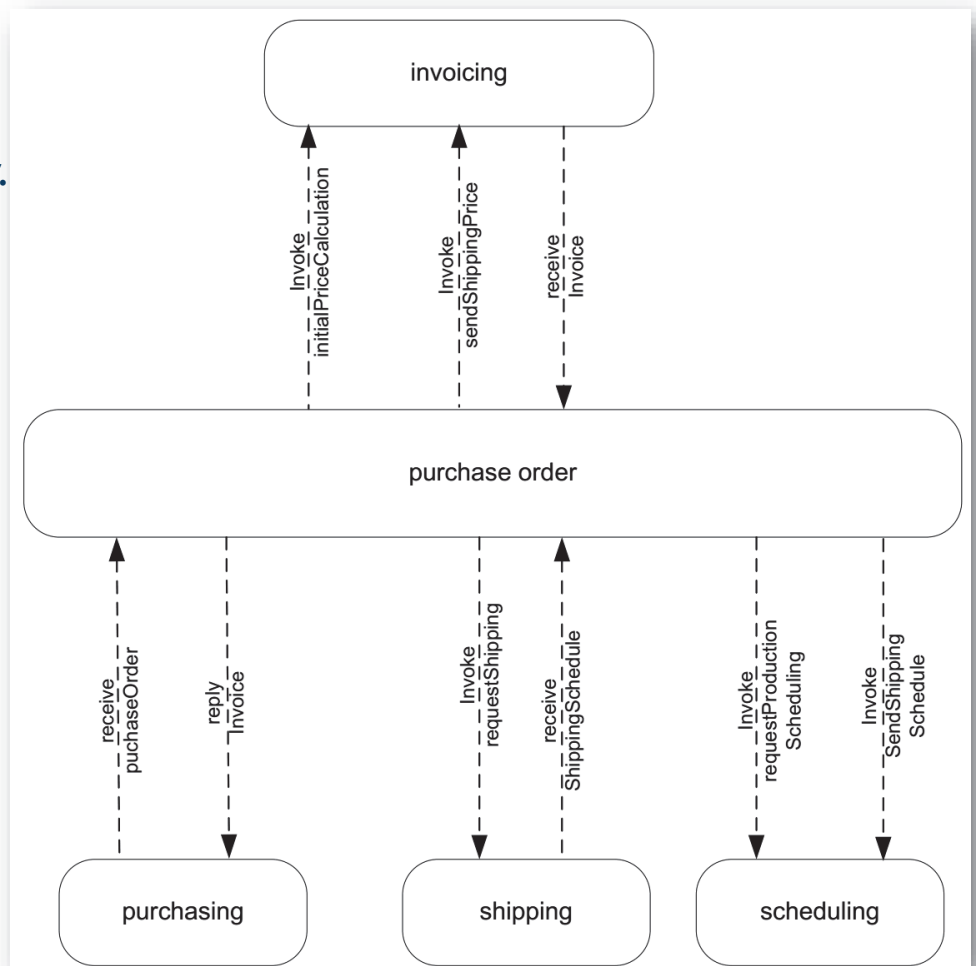 invoicing
Invoke
initialPriceCalculation
Invoke
sendShippingPrice
receive
Invoice
purchase order
receive
puchaseOrder
reply
Invoice
Invoke
requestShipping
receive
ShippingSchedule
Invoke
requestProduction
Scheduling
Invoke
SendShipping
Schedule
purchasing
shipping
scheduling